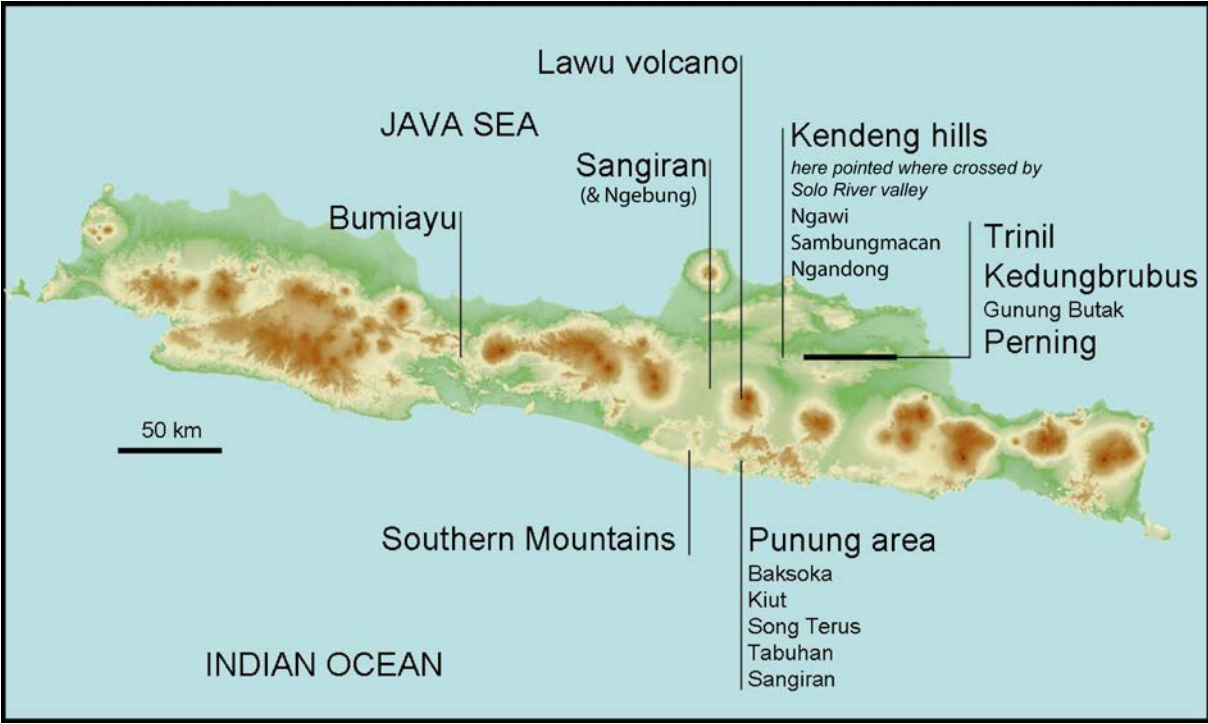 Lawu volcano
JAVA SEA
Kendeng hills
here pointed where crossed by
Solo River valley
Ngawi
Sambungmacan
Ngandong
Sangiran
(& Ngebung)
Bumiayu
Trinil
Kedungbrubus
Gunung Butak
Perning
50 km
Southern Mountains
Punung area
Baksoka
Kiut
Song Terus
Tabuhan
Sangiran
INDIAN OCEAN